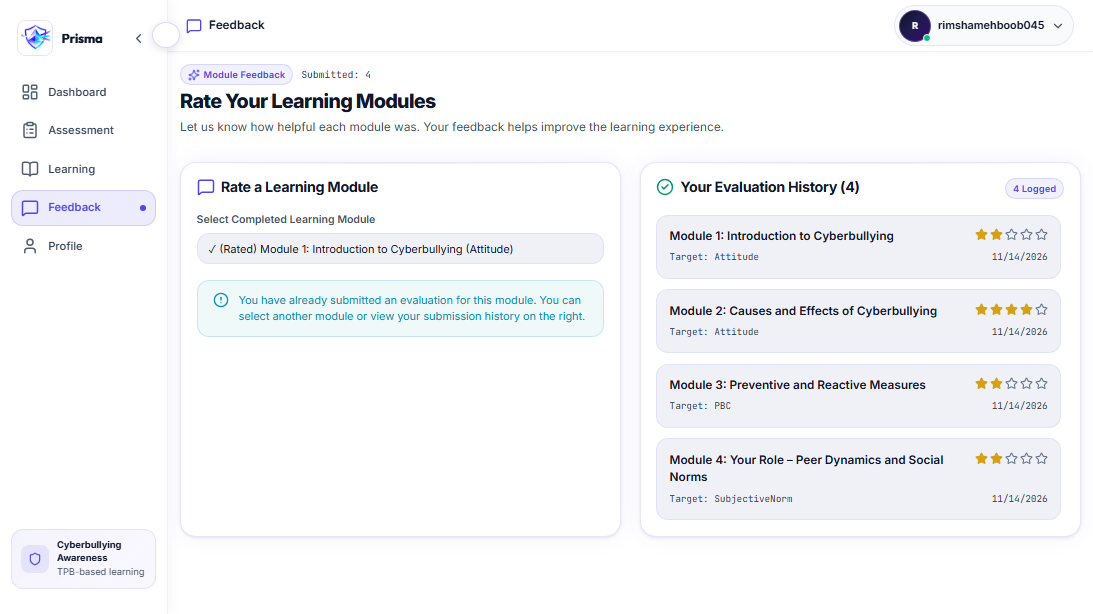 Prisma
Feedback
R
rimshamehboob045
Dashboard
Assessment
Learning
Feedback
Profile
Cyberbullying
Awareness
TPB-based learning
Module Feedback
Submitted: 4
Rate Your Learning Modules
Let us know how helpful each module was. Your feedback helps improve the learning experience.
Rate a Learning Module
Select Completed Learning Module
✓ (Rated) Module 1: Introduction to Cyberbullying (Attitude)
You have already submitted an evaluation for this module. You can
select another module or view your submission history on the right.
Your Evaluation History (4)
4 Logged
Module 1: Introduction to Cyberbullying
Target: Attitude
11/14/2026
Module 2: Causes and Effects of Cyberbullying
Target: Attitude
11/14/2026
Module 3: Preventive and Reactive Measures
Target: PBC
11/14/2026
Module 4: Your Role – Peer Dynamics and Social
Norms
Target: SubjectiveNorm
11/14/2026